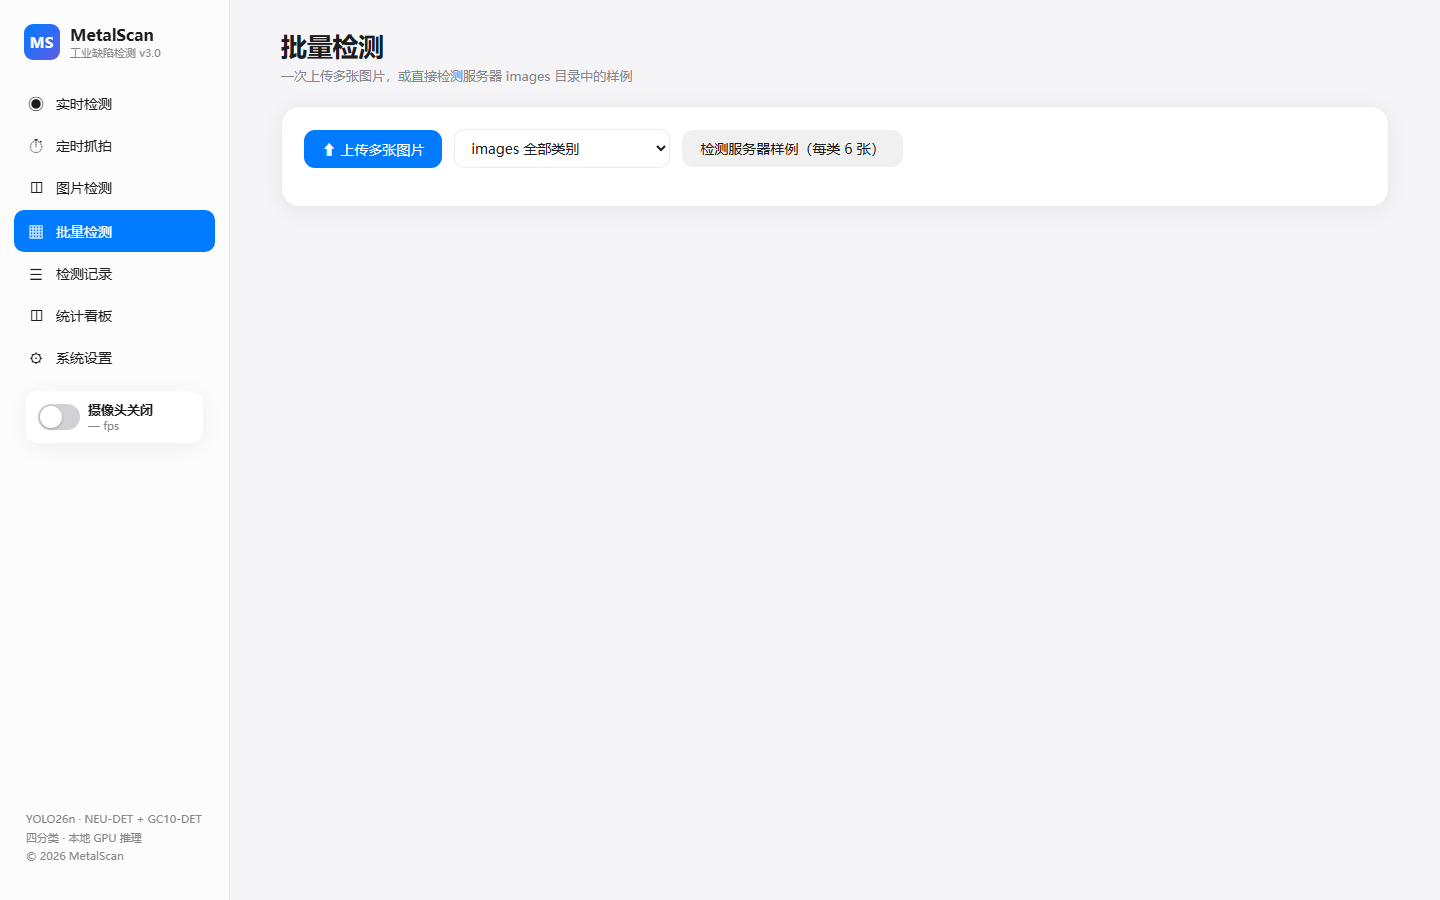 MS
MetalScan
工业缺陷检测 v3.0
实时检测
定时抓拍
图片检测
批量检测
检测记录
统计看板
系统设置
摄像头关闭
— fps
YOLO26n · NEU-DET + GC10-DET
四分类 · 本地 GPU 推理
© 2026 MetalScan
批量检测
一次上传多张图片，或直接检测服务器 images 目录中的样例
⬆ 上传多张图片
images 全部类别
检测服务器样例（每类 6 张）